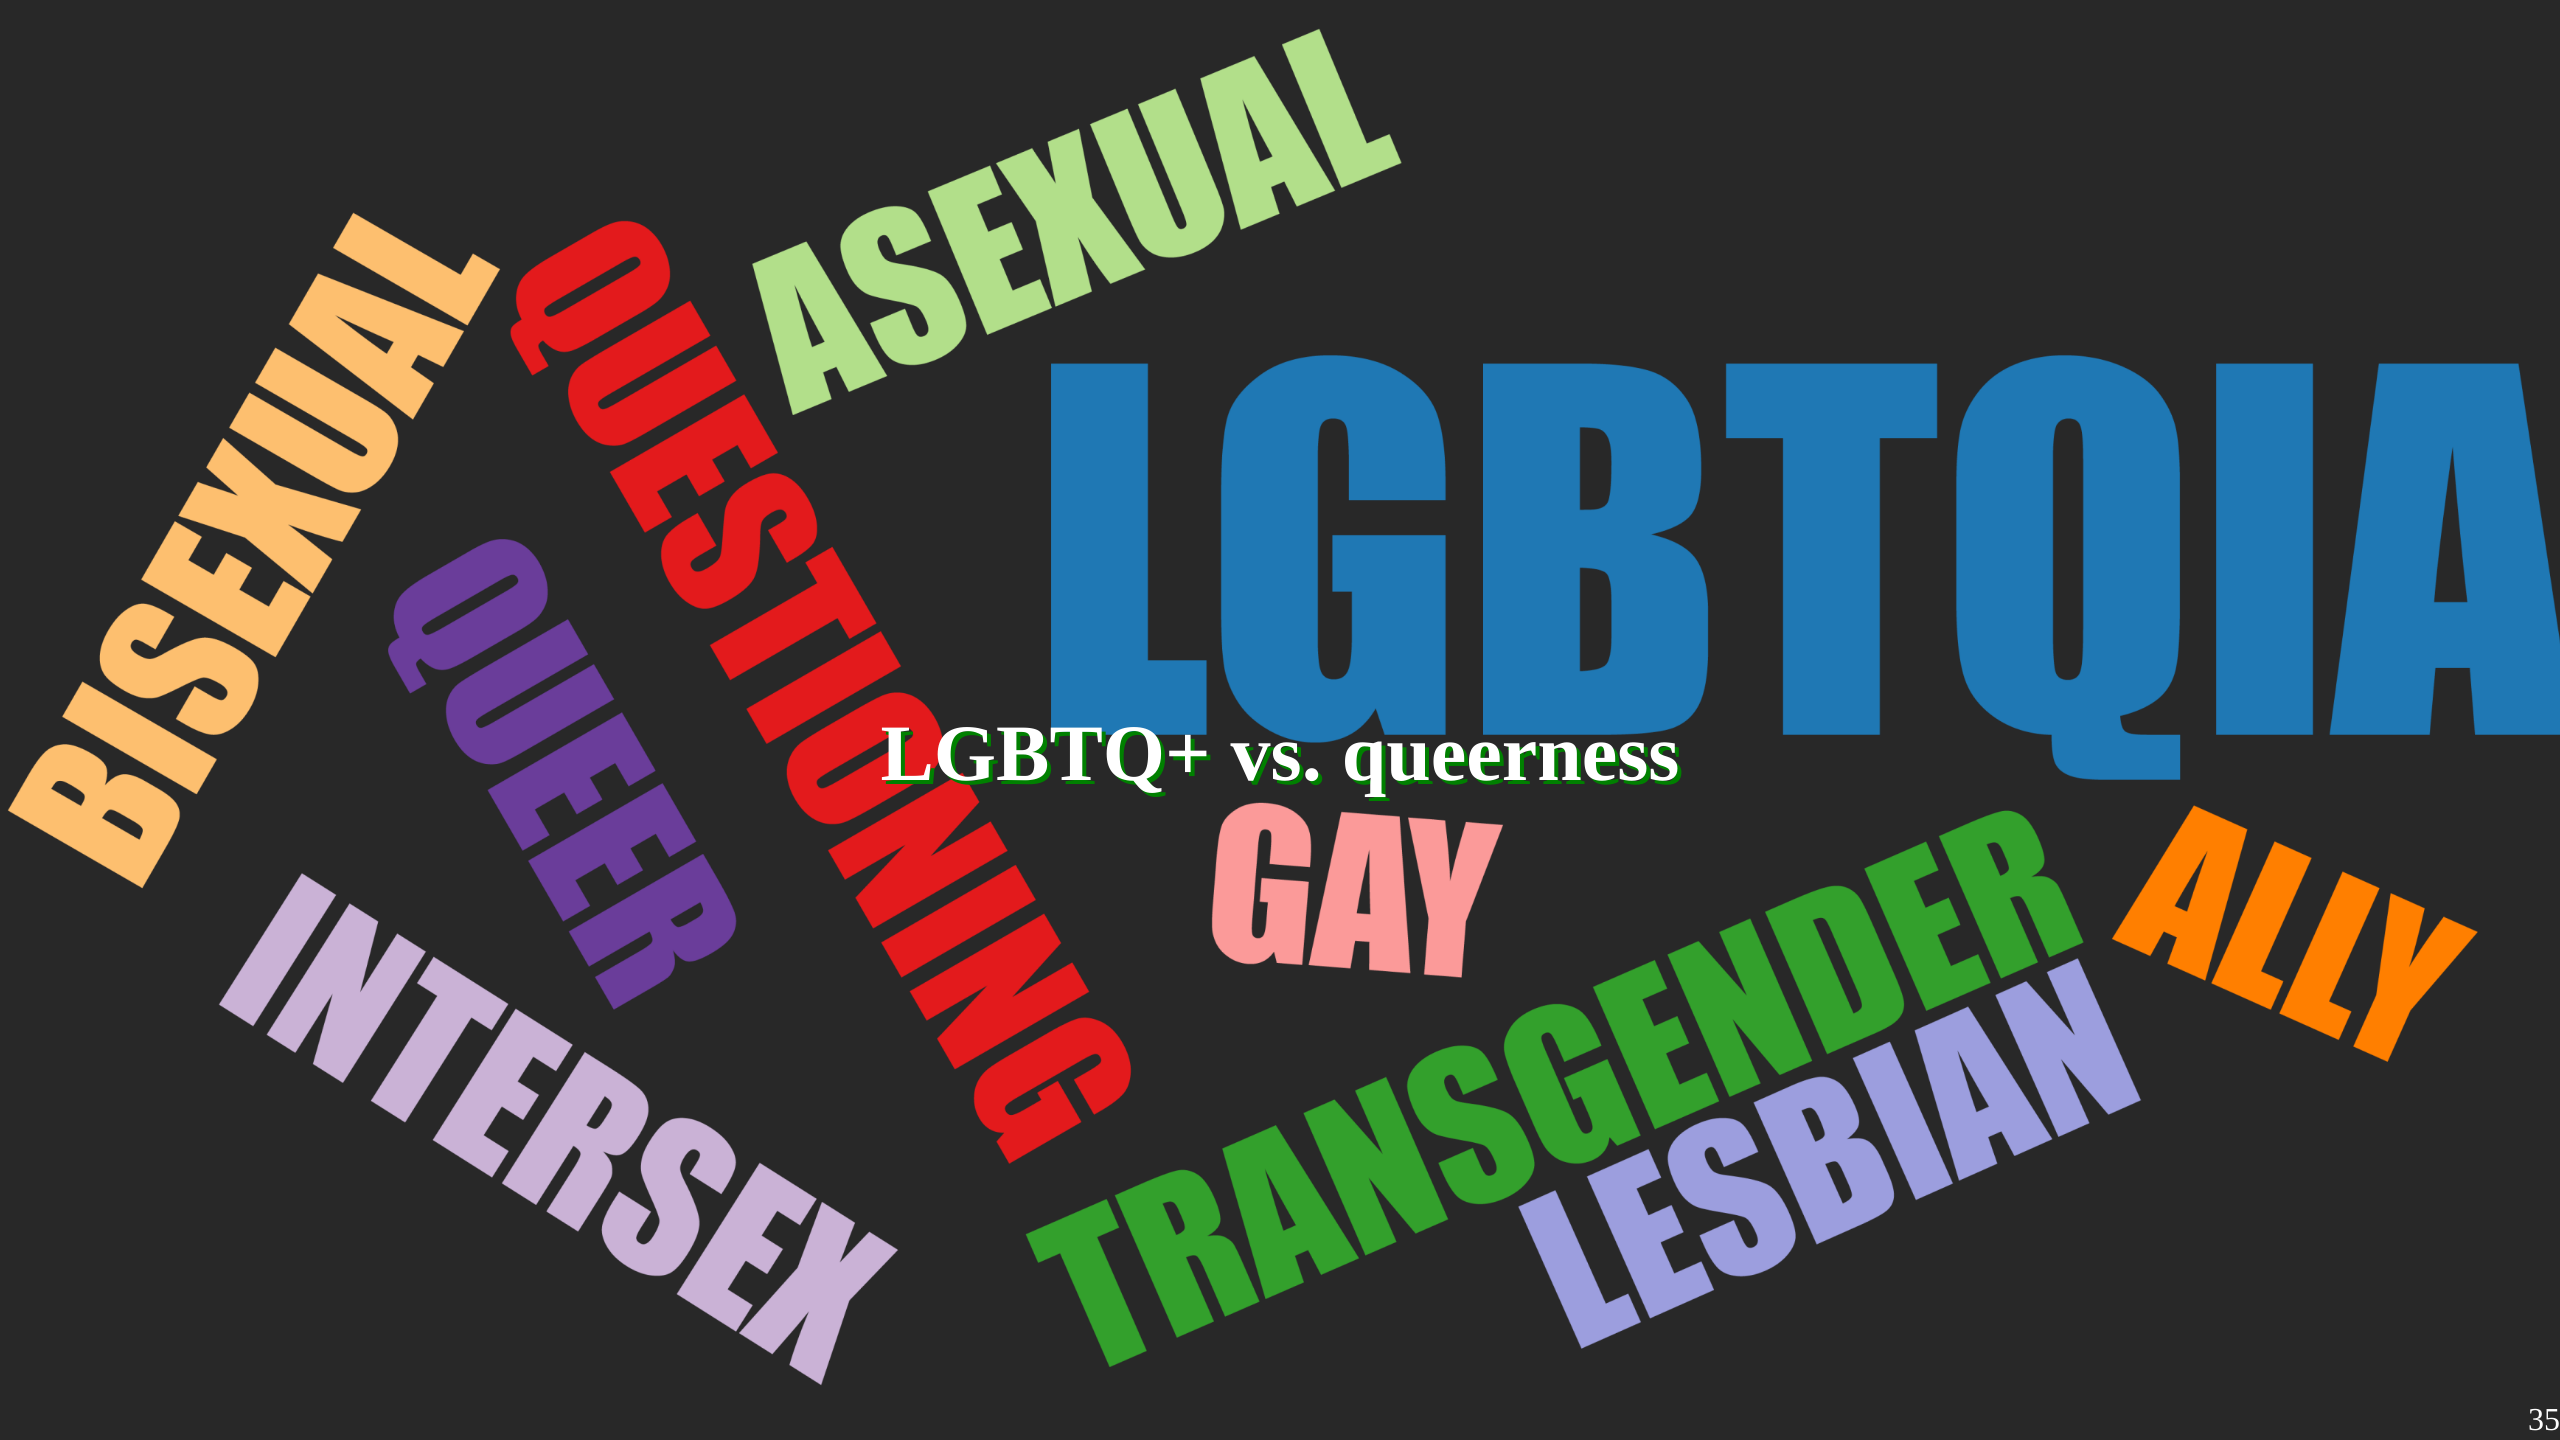 ASEXUAL
BISEXUAL
QUESTIONING
LGBTQIA
QUEER
LGBTQ+ vs. queerness
GAY
ALLY
TRANSGENDER
LESBIAN
INTERSEX
35